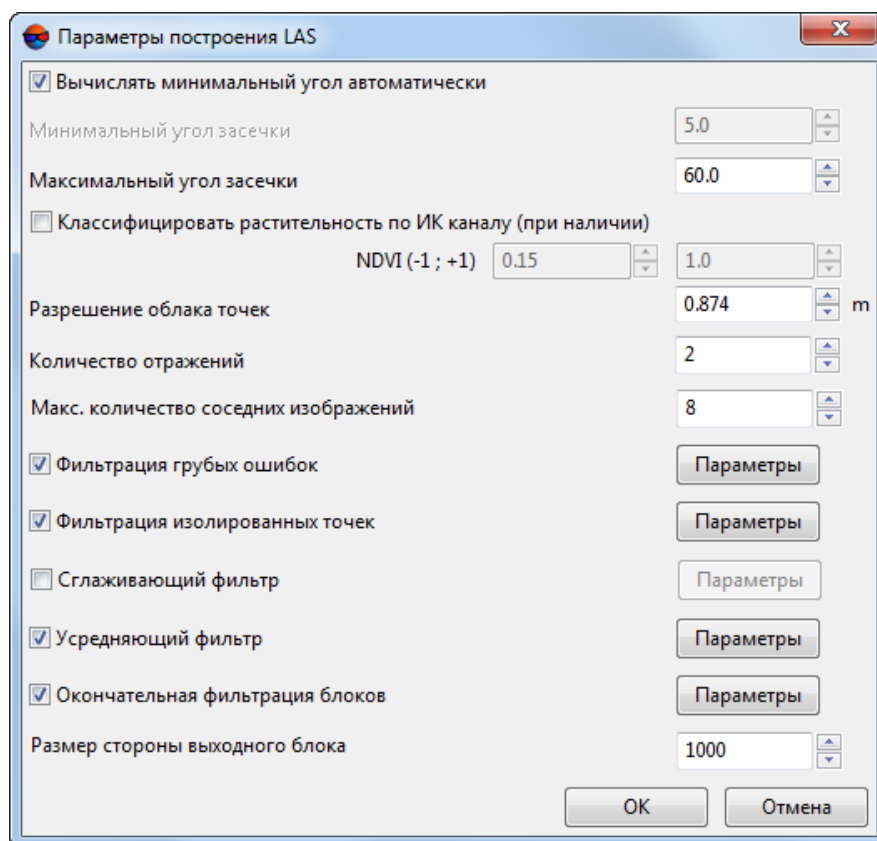 Параметры построения LAS
Вычислять минимальный угол автоматически
Минимальный угол засечки 5.0
Максимальный угол засечки 60.0
Классифицировать растительность по ИК каналу (при наличии)
NDVI (-1 ; +1) 0.15 1.0
Разрешение облака точек 0.874 m
Количество отражений 2
Макс. количество соседних изображений 8
Фильтрация грубых ошибок Параметры
Фильтрация изолированных точек Параметры
Сглаживающий фильтр Параметры
Усредняющий фильтр Параметры
Окончательная фильтрация блоков Параметры
Размер стороны выходного блока 1000
OK Отмена